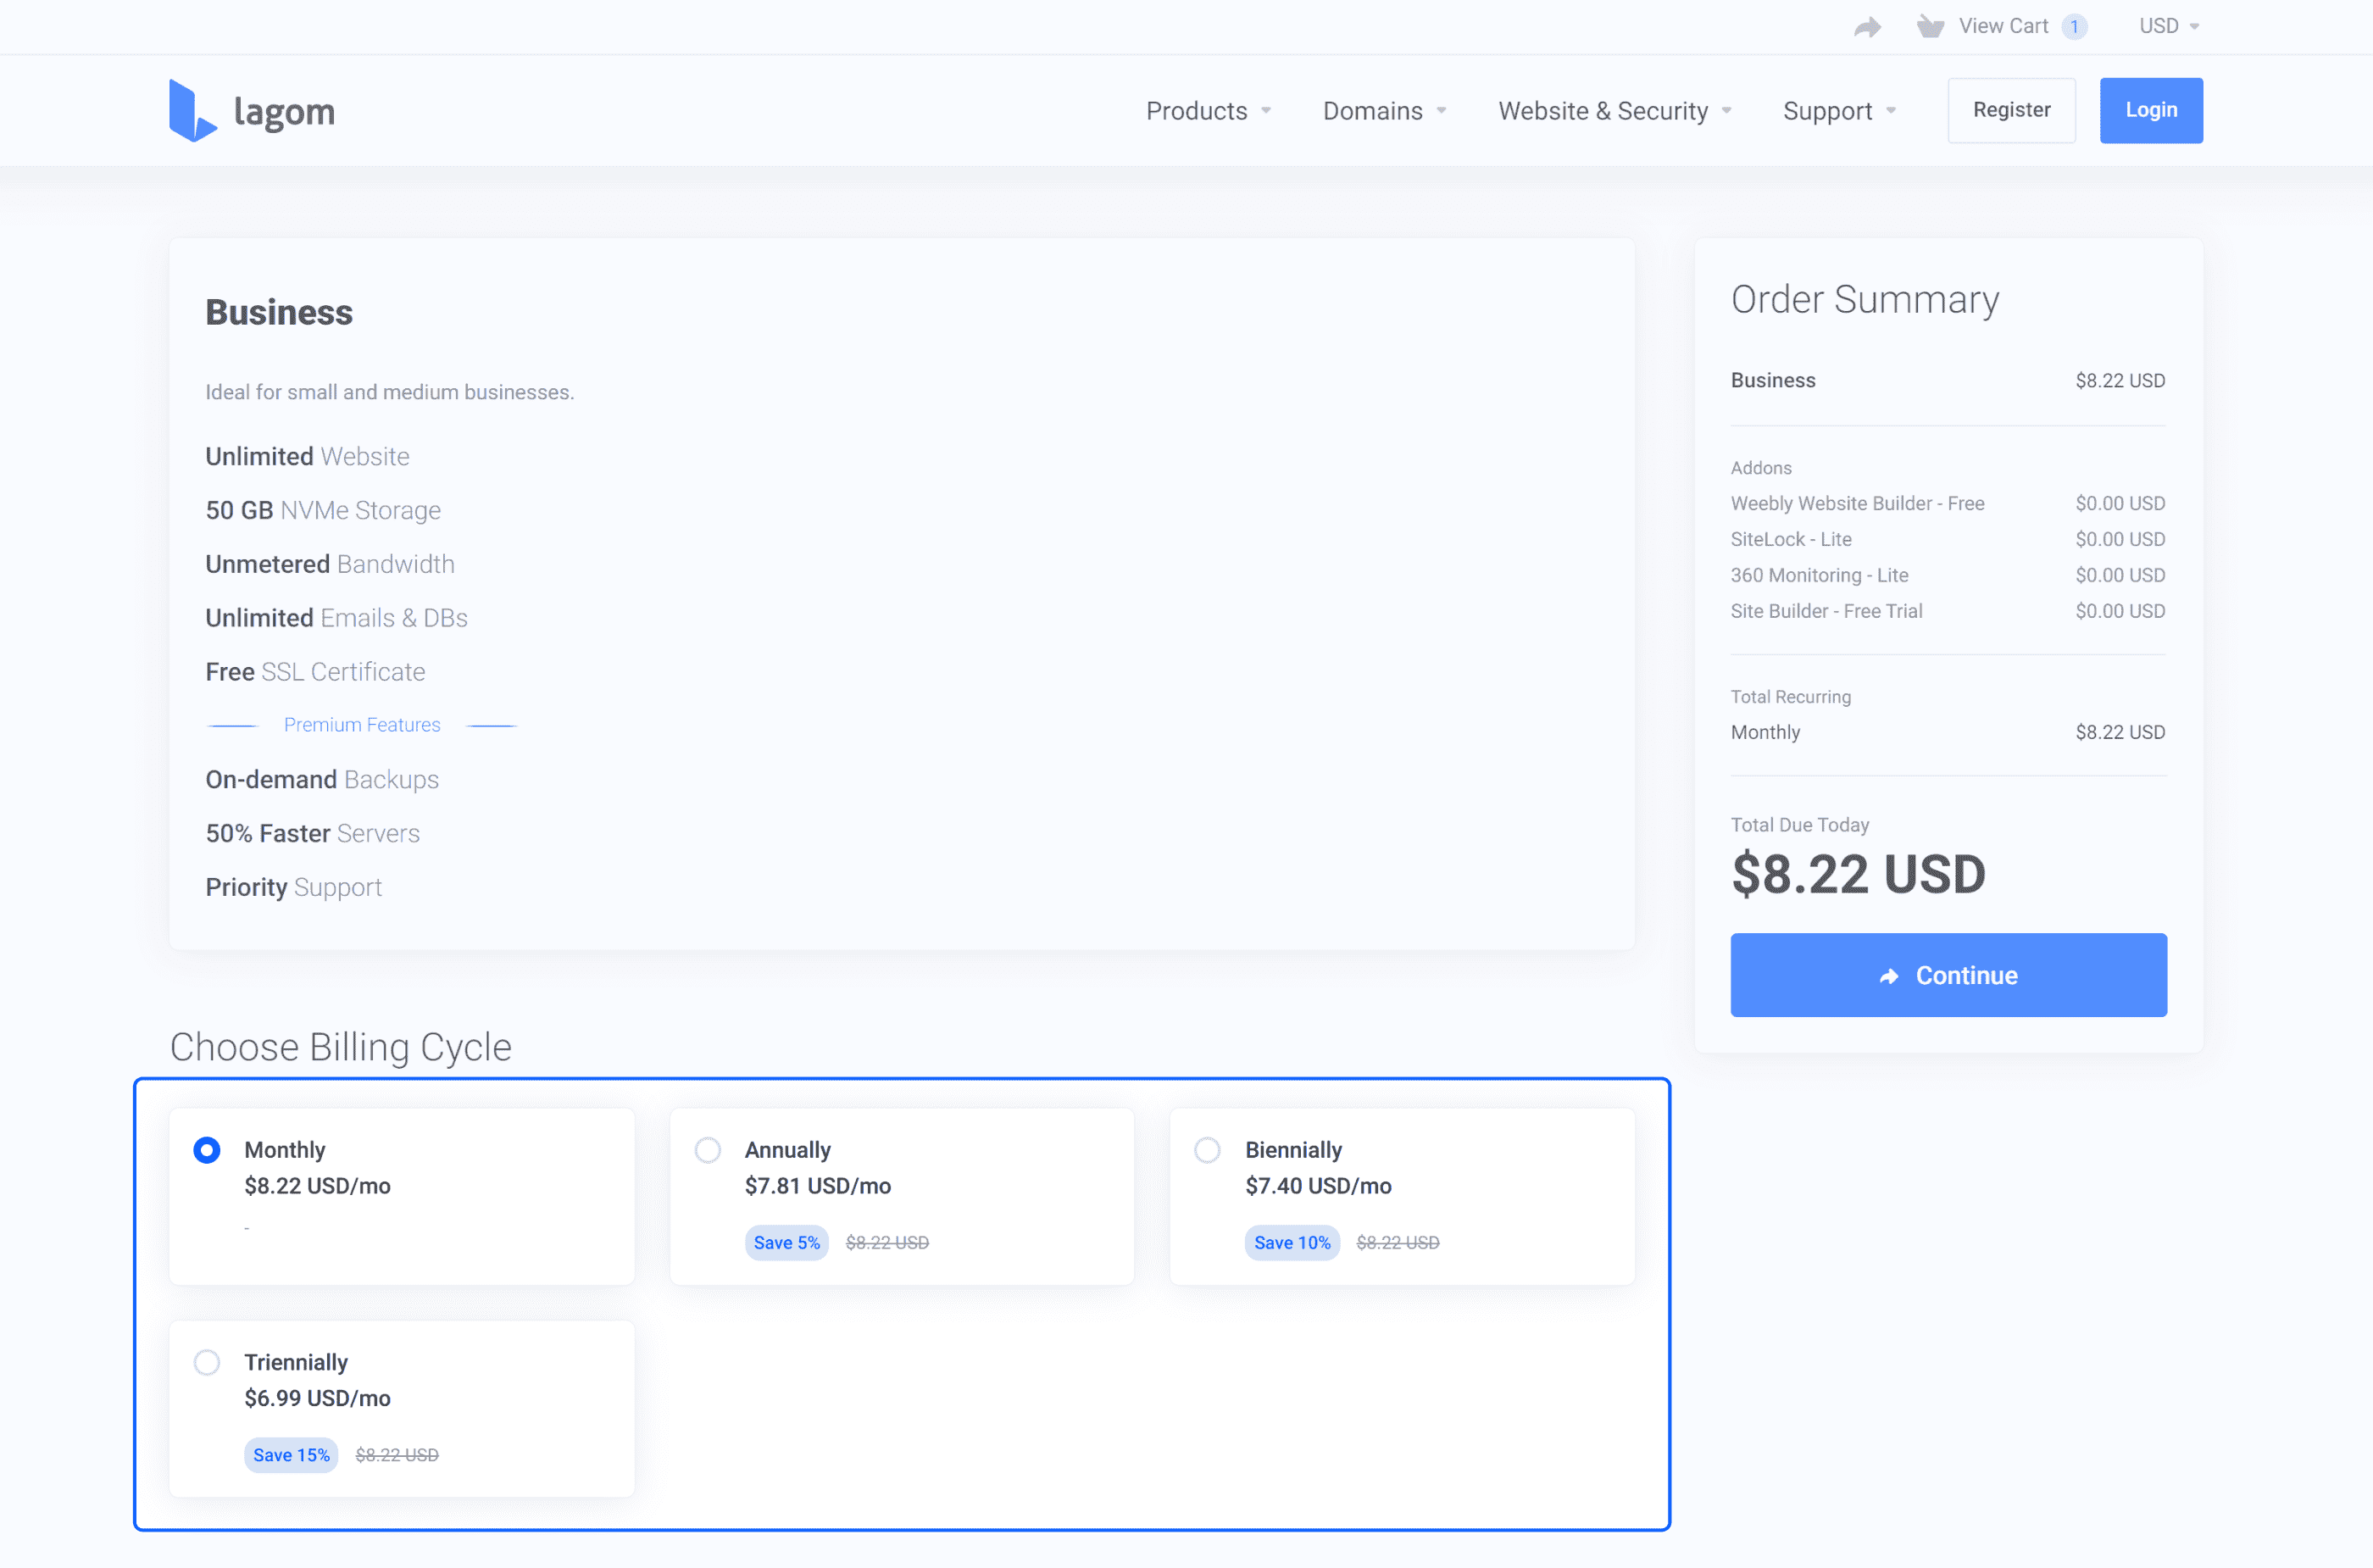 View Cart 1 USD
lagom
Products Domains Website & Security Support Register Login
Business
Ideal for small and medium businesses.
Unlimited Website
50 GB NVMe Storage
Unmetered Bandwidth
Unlimited Emails & DBs
Free SSL Certificate
Premium Features
On-demand Backups
50% Faster Servers
Priority Support
Order Summary
Business $8.22 USD
Addons
Weebly Website Builder - Free $0.00 USD
SiteLock - Lite $0.00 USD
360 Monitoring - Lite $0.00 USD
Site Builder - Free Trial $0.00 USD
Total Recurring
Monthly $8.22 USD
Total Due Today
$8.22 USD
Continue
Choose Billing Cycle
Monthly
$8.22 USD/mo
-
Annually
$7.81 USD/mo
Save 5% $8.22 USD
Biennially
$7.40 USD/mo
Save 10% $8.22 USD
Triennially
$6.99 USD/mo
Save 15% $8.22 USD